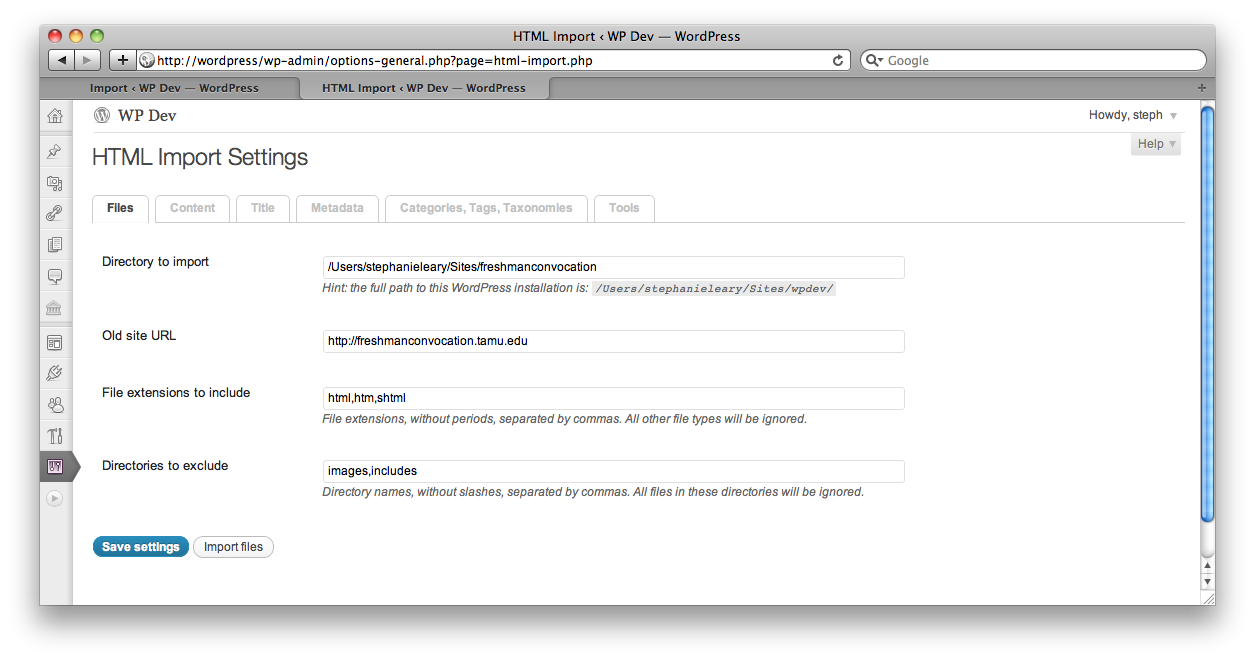 HTML Import ‹ WP Dev — WordPress
http://wordpress/wp-admin/options-general.php?page=html-import.php
Google
Import ‹ WP Dev — WordPress
HTML Import ‹ WP Dev — WordPress
WP Dev
Howdy, steph
Help
HTML Import Settings
Files
Content
Title
Metadata
Categories, Tags, Taxonomies
Tools
Directory to import
/Users/stephanieleary/Sites/freshmanconvocation
Hint: the full path to this WordPress installation is: /Users/stephanieleary/Sites/wpdev/
Old site URL
http://freshmanconvocation.tamu.edu
File extensions to include
html,htm,shtml
File extensions, without periods, separated by commas. All other file types will be ignored.
Directories to exclude
images,includes
Directory names, without slashes, separated by commas. All files in these directories will be ignored.
Save settings
Import files